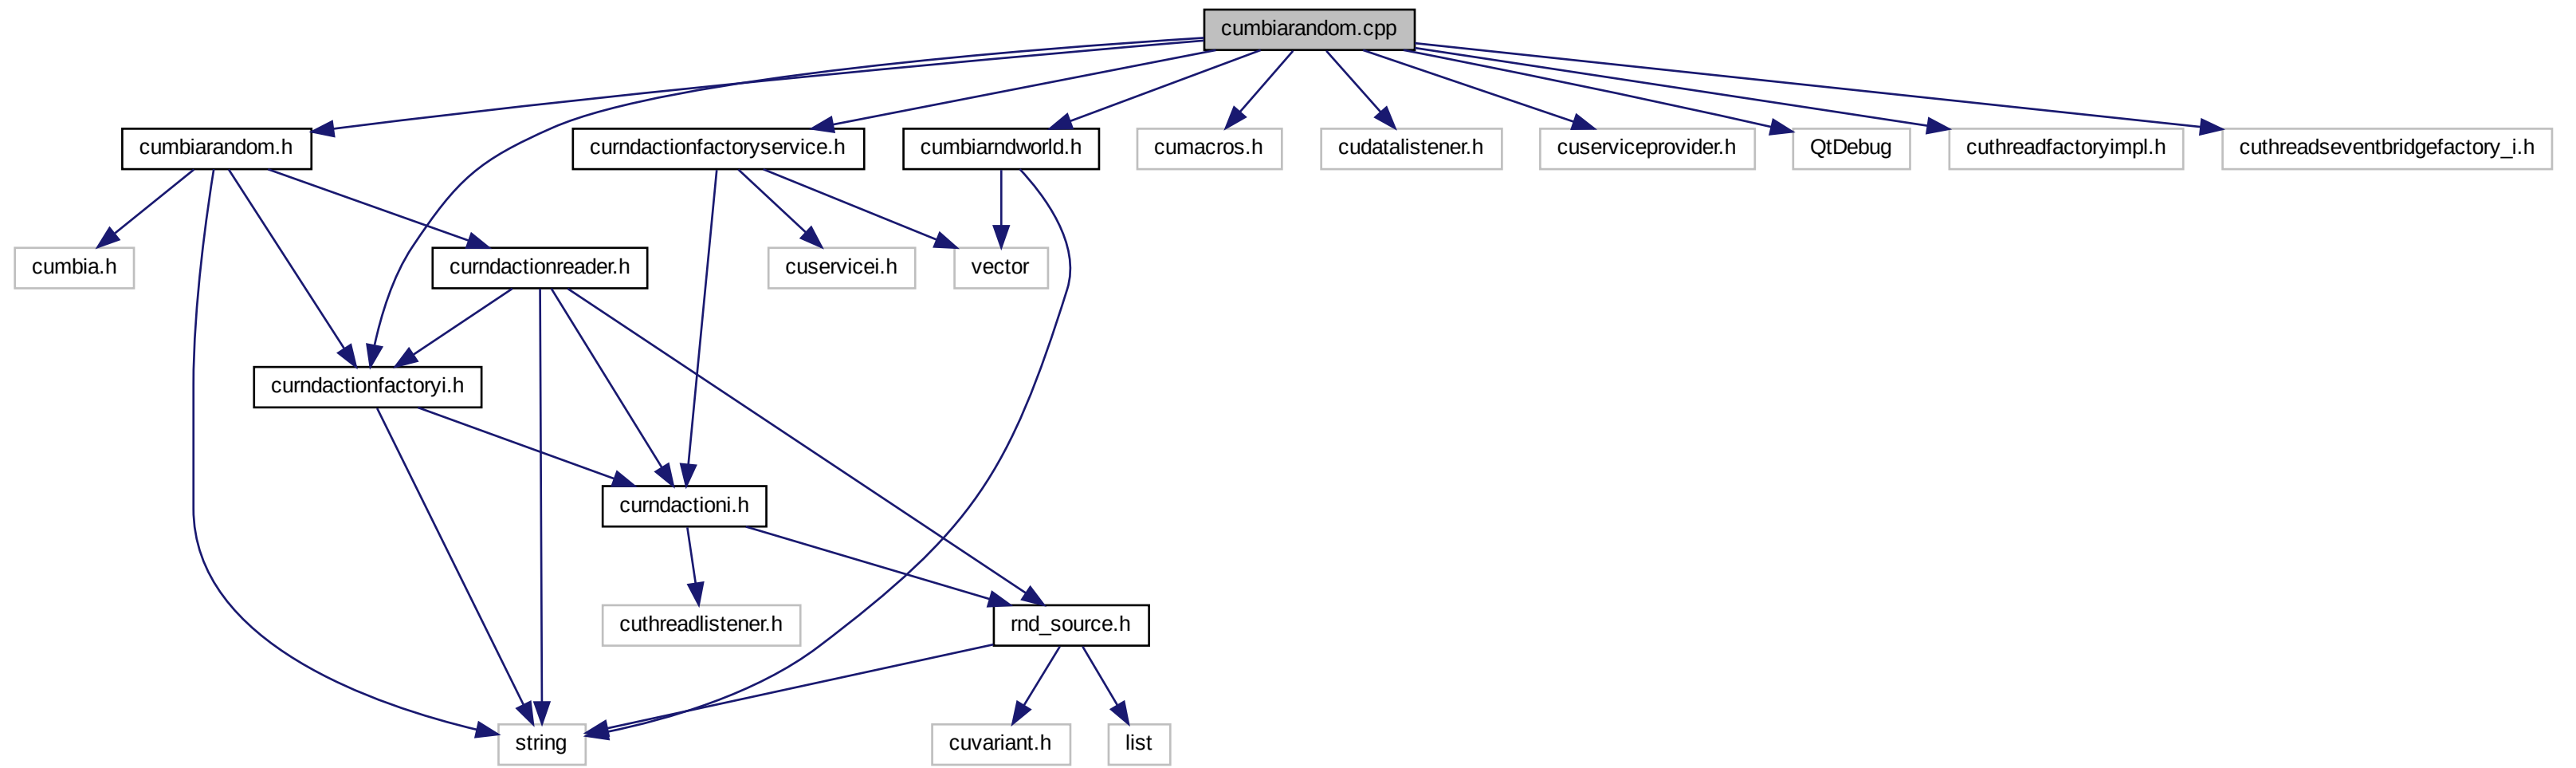 cumbiarandom.cpp
cumbiarandom.h
curndactionfactoryservice.h
cumbiarndworld.h
cumacros.h
cudatalistener.h
cuserviceprovider.h
QtDebug
cuthreadfactoryimpl.h
cuthreadseventbridgefactory_i.h
cumbia.h
curndactionreader.h
cuservicei.h
vector
curndactionfactoryi.h
curndactioni.h
cuthreadlistener.h
rnd_source.h
string
cuvariant.h
list